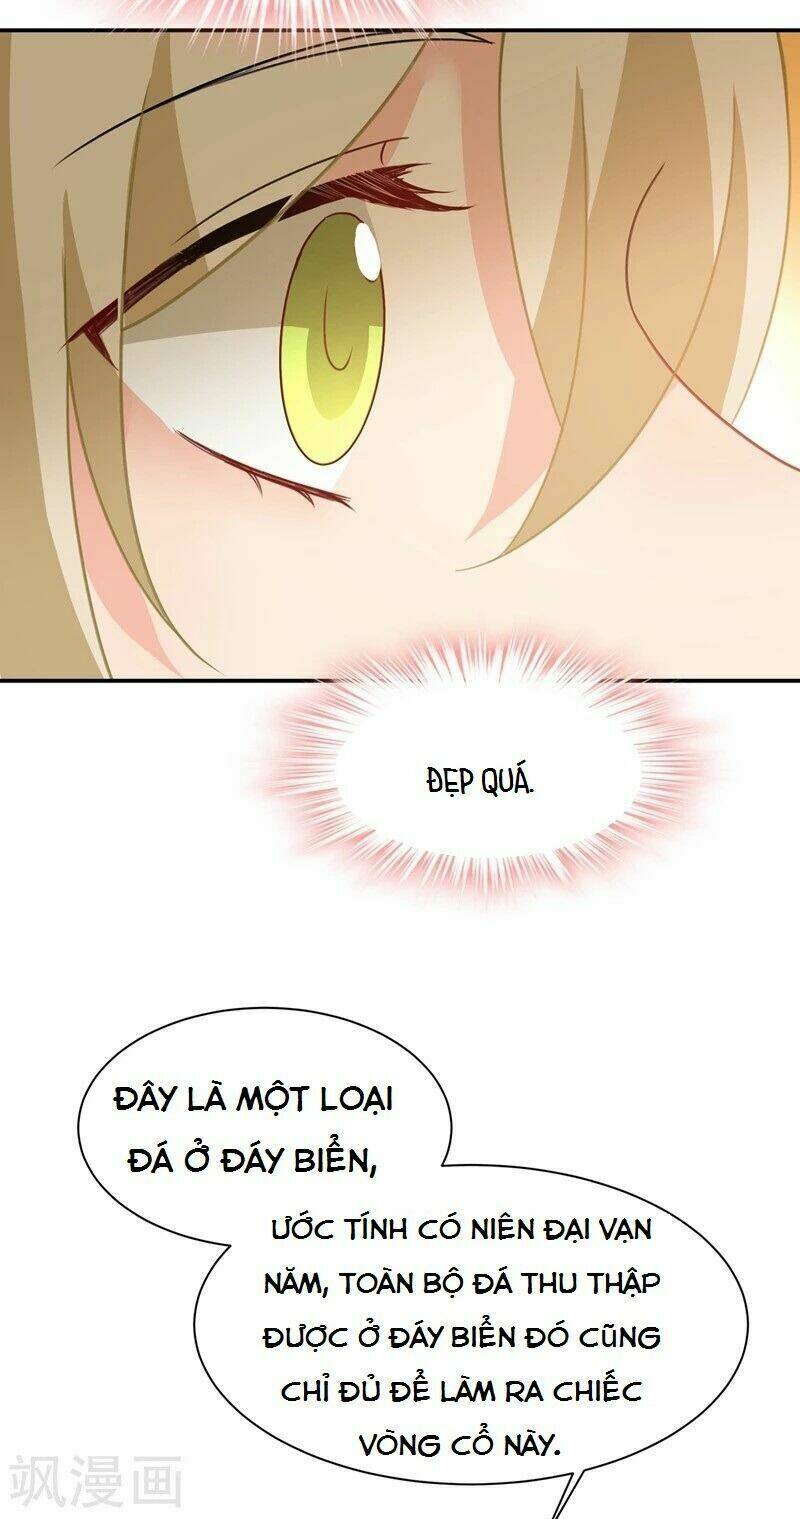 ĐẸP QUÁ.
ĐÂY LÀ MỘT LOẠI
ĐÁ Ở ĐÁY BIỂN,
ƯỚC TÍNH CÓ NIÊN ĐẠI VẠN
NĂM, TOÀN BỘ ĐÁ THU THẬP
ĐƯỢC Ở ĐÁY BIỂN ĐÓ CŨNG
CHỈ ĐỦ ĐỂ LÀM RA CHIẾC
VÒNG CỔ NÀY.
飒漫画